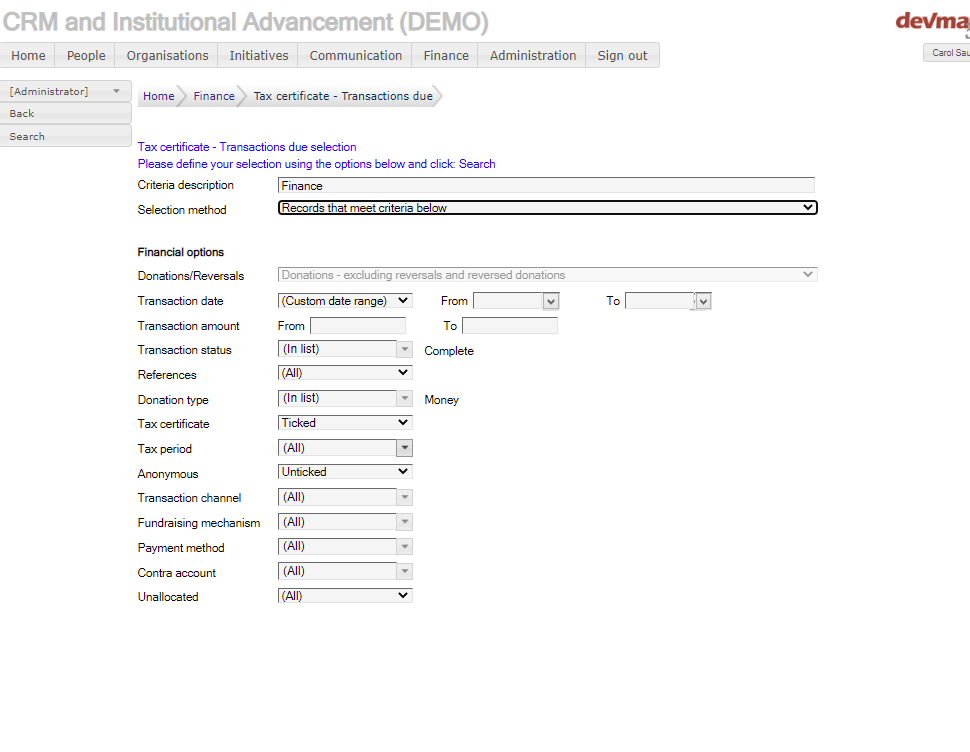 CRM and Institutional Advancement (DEMO)
devma
Home People Organisations Initiatives Communication Finance Administration Sign out
Carol Sau
[Administrator]
Back
Search
Home Finance Tax certificate - Transactions due
Tax certificate - Transactions due selection
Please define your selection using the options below and click: Search
Criteria description Finance
Selection method Records that meet criteria below
Financial options
Donations/Reversals Donations - excluding reversals and reversed donations
Transaction date (Custom date range) From To
Transaction amount From To
Transaction status (In list) Complete
References (All)
Donation type (In list) Money
Tax certificate Ticked
Tax period (All)
Anonymous Unticked
Transaction channel (All)
Fundraising mechanism (All)
Payment method (All)
Contra account (All)
Unallocated (All)